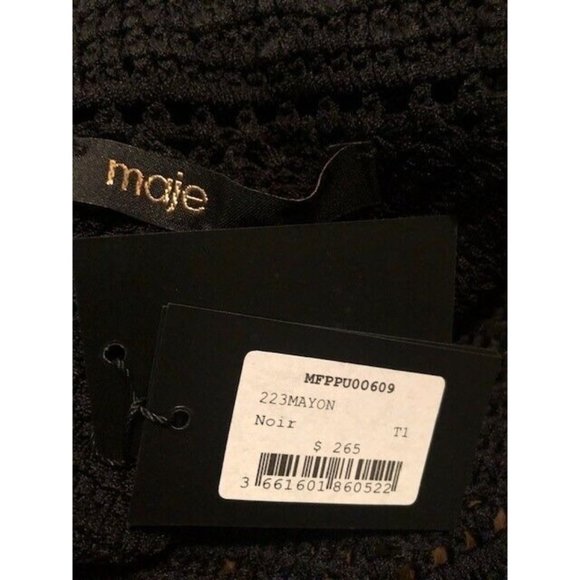 maje
MFPPU00609
223MAYON
Noir T1
$ 265
3 661601 860522